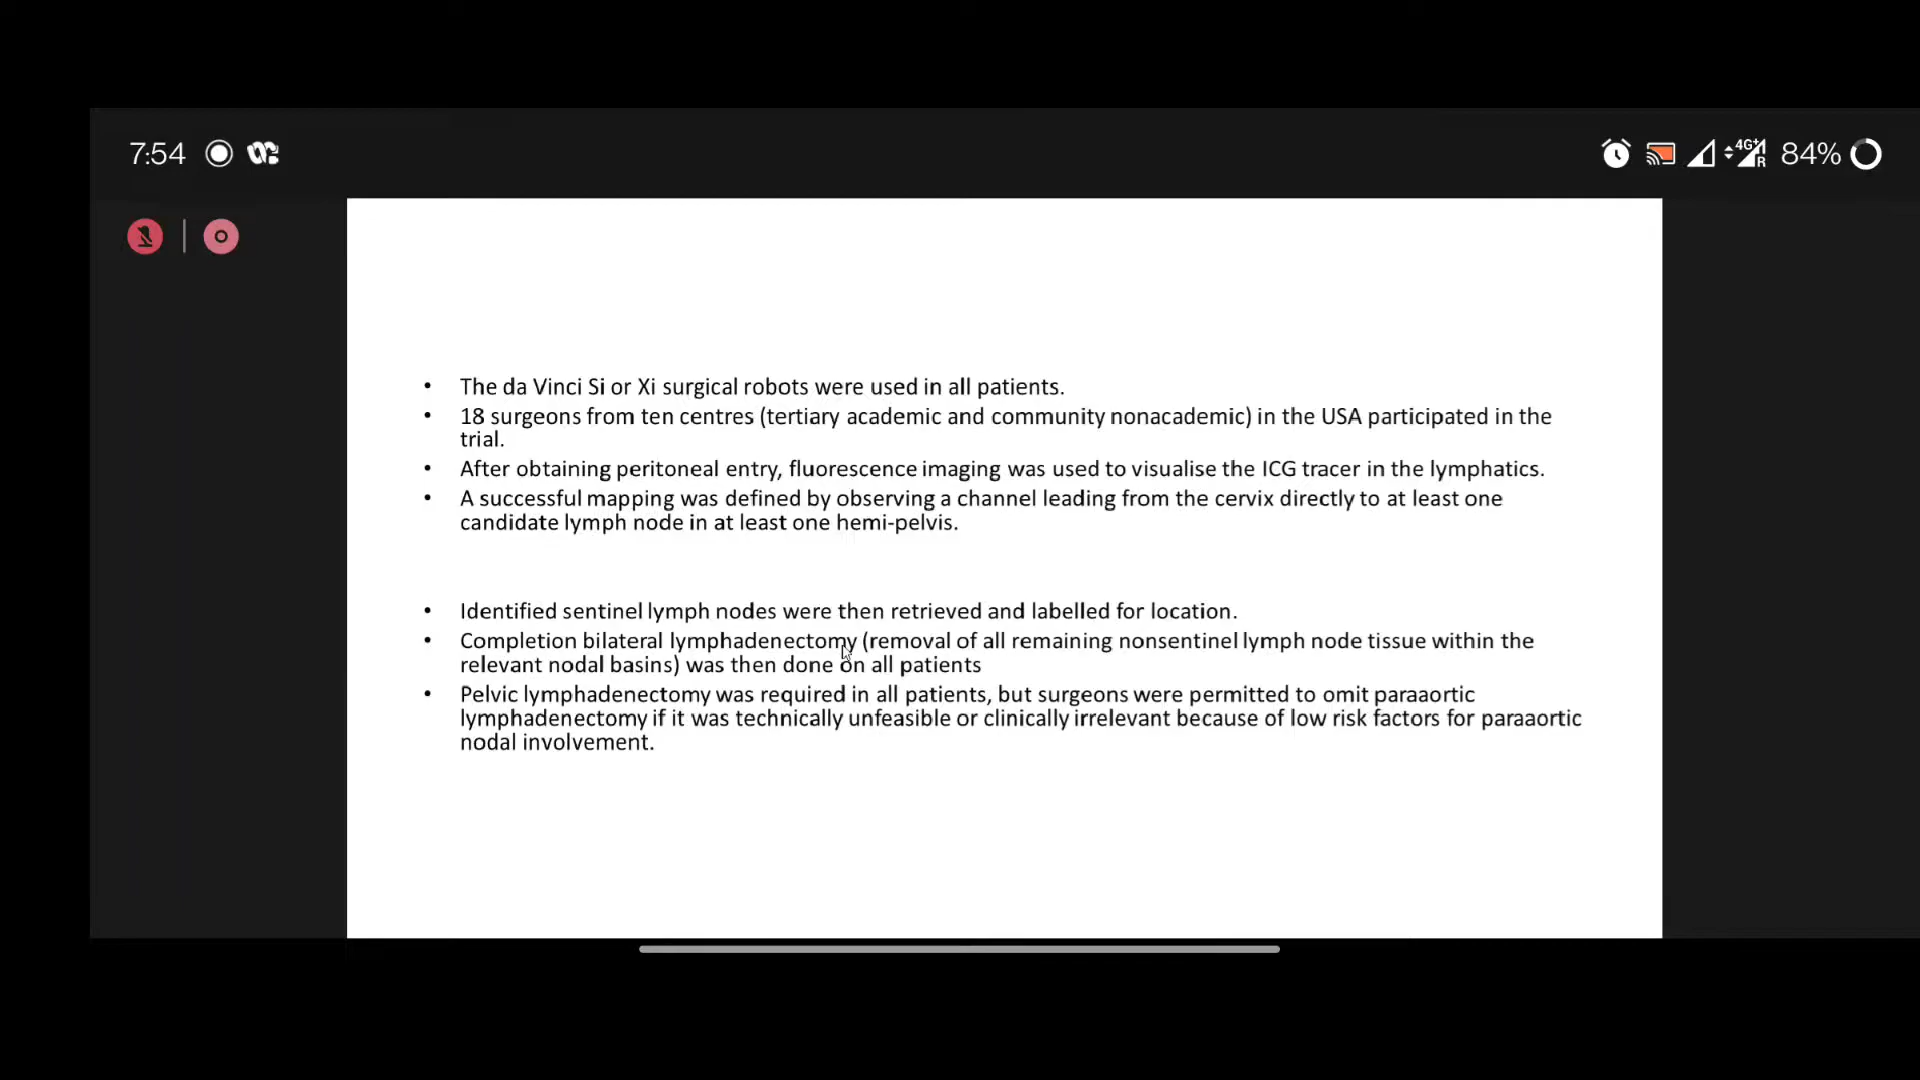 7:54
4G+
R
84%
• The da Vinci Si or Xi surgical robots were used in all patients.
• 18 surgeons from ten centres (tertiary academic and community nonacademic) in the USA participated in the
trial.
• After obtaining peritoneal entry, fluorescence imaging was used to visualise the ICG tracer in the lymphatics.
• A successful mapping was defined by observing a channel leading from the cervix directly to at least one
candidate lymph node in at least one hemi-pelvis.
• Identified sentinel lymph nodes were then retrieved and labelled for location.
• Completion bilateral lymphadenectomy (removal of all remaining nonsentinel lymph node tissue within the
relevant nodal basins) was then done on all patients
• Pelvic lymphadenectomy was required in all patients, but surgeons were permitted to omit paraaortic
lymphadenectomy if it was technically unfeasible or clinically irrelevant because of low risk factors for paraaortic
nodal involvement.